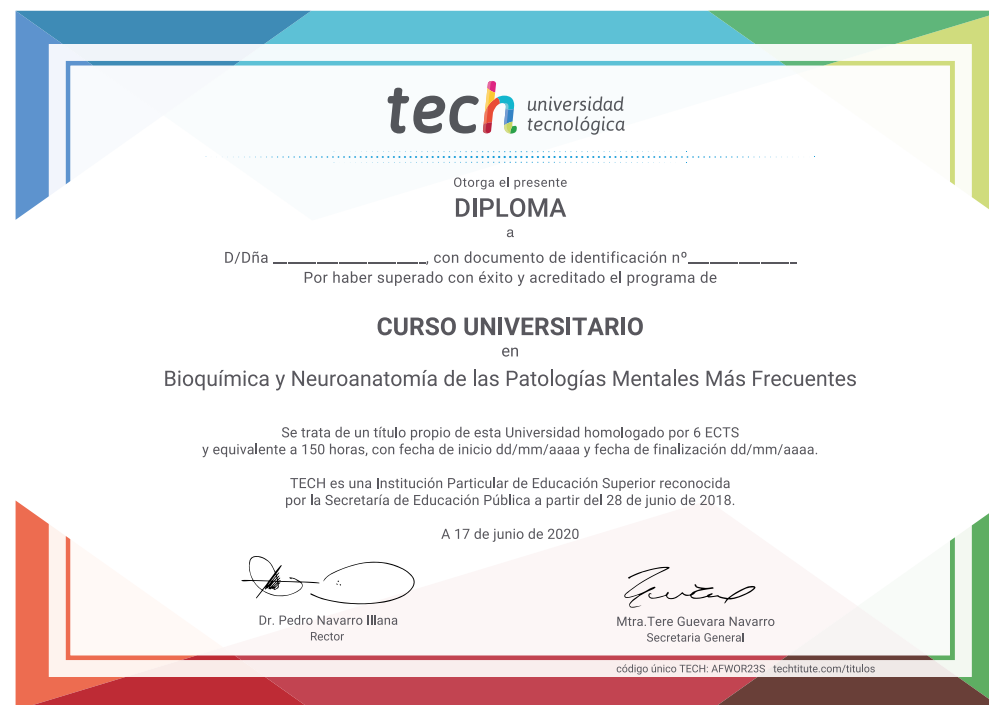 tech universidad
tecnológica
Otorga el presente
DIPLOMA
a
D/Dña ____________________, con documento de identificación nº______________
Por haber superado con éxito y acreditado el programa de
CURSO UNIVERSITARIO
en
Bioquímica y Neuroanatomía de las Patologías Mentales Más Frecuentes
Se trata de un título propio de esta Universidad homologado por 6 ECTS
y equivalente a 150 horas, con fecha de inicio dd/mm/aaaa y fecha de finalización dd/mm/aaaa.
TECH es una Institución Particular de Educación Superior reconocida
por la Secretaría de Educación Pública a partir del 28 de junio de 2018.
A 17 de junio de 2020
Dr. Pedro Navarro Illana
Rector
Mtra.Tere Guevara Navarro
Secretaria General
código único TECH: AFWOR23S techtitute.com/titulos